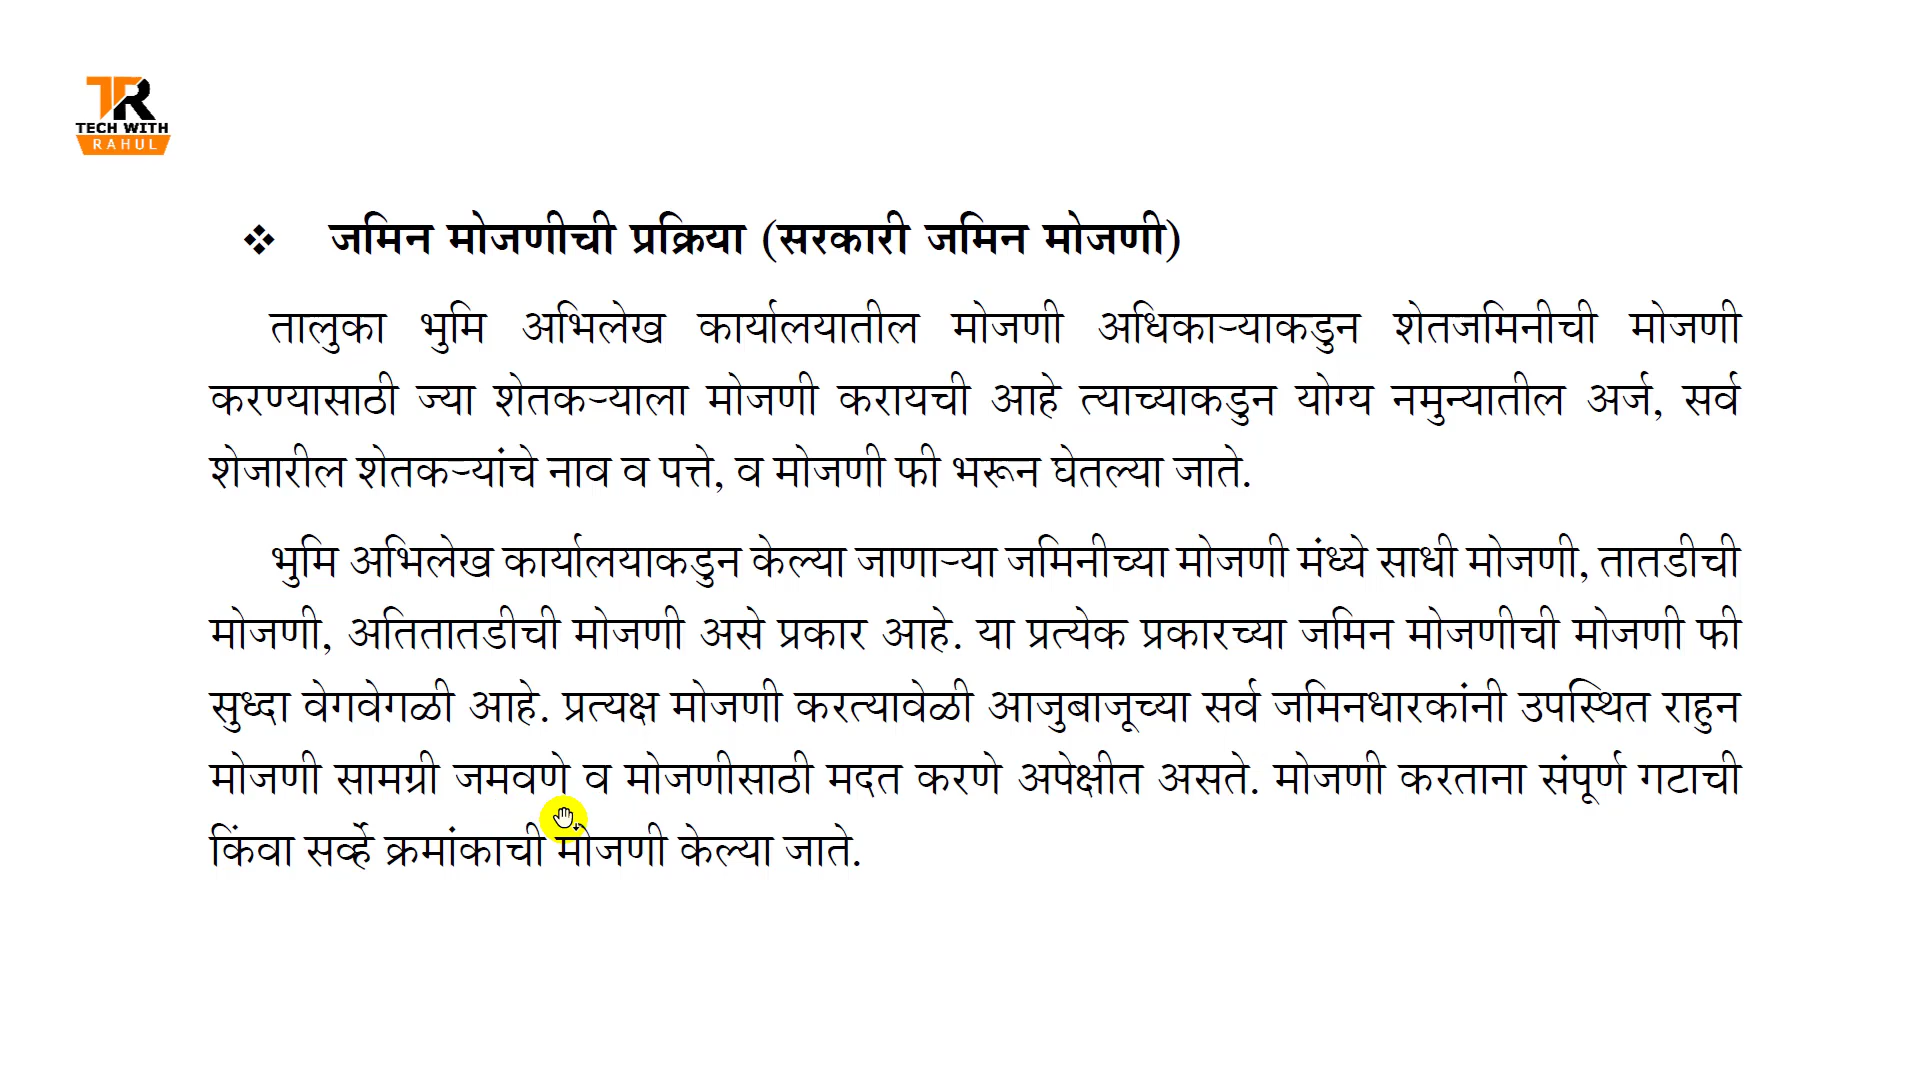 TR
TECH WITH
RAHUL
❖ जमिन मोजणीची प्रक्रिया (सरकारी जमिन मोजणी)
तालुका भुमि अभिलेख कार्यालयातील मोजणी अधिकाऱ्याकडुन शेतजमिनीची मोजणी
करण्यासाठी ज्या शेतकऱ्याला मोजणी करायची आहे त्याच्याकडुन योग्य नमुन्यातील अर्ज, सर्व
शेजारील शेतकऱ्यांचे नाव व पत्ते, व मोजणी फी भरून घेतल्या जाते.
भुमि अभिलेख कार्यालयाकडुन केल्या जाणाऱ्या जमिनीच्या मोजणी मंध्ये साधी मोजणी, तातडीची
मोजणी, अतितातडीची मोजणी असे प्रकार आहे. या प्रत्येक प्रकारच्या जमिन मोजणीची मोजणी फी
सुध्दा वेगवेगळी आहे. प्रत्यक्ष मोजणी करत्यावेळी आजुबाजूच्या सर्व जमिनधारकांनी उपस्थित राहुन
मोजणी सामग्री जमवणे व मोजणीसाठी मदत करणे अपेक्षीत असते. मोजणी करताना संपूर्ण गटाची
किंवा सर्व्हे क्रमांकाची मोजणी केल्या जाते.